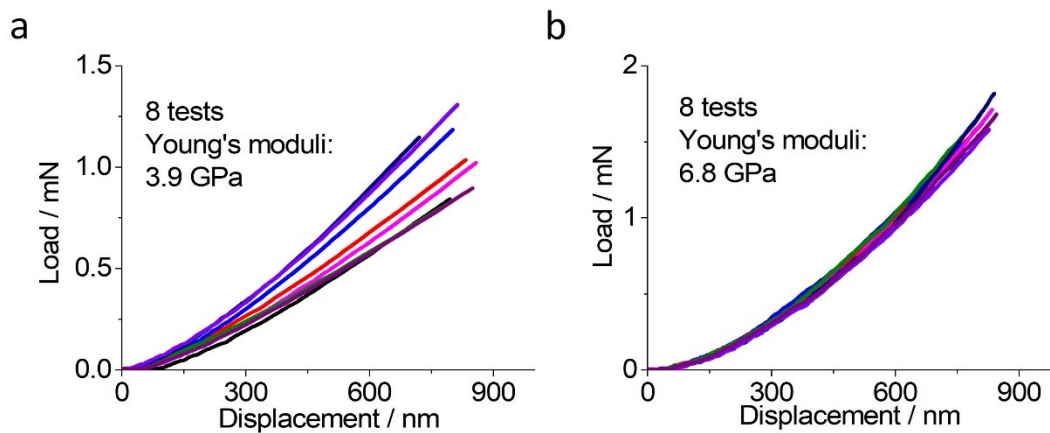 a
1.5
1.0
0.5
0.0
Load / mN
8 tests
Young's moduli:
3.9 GPa
0 300 600 900
Displacement / nm
b
2
1
0
Load / mN
8 tests
Young's moduli:
6.8 GPa
0 300 600 900
Displacement / nm